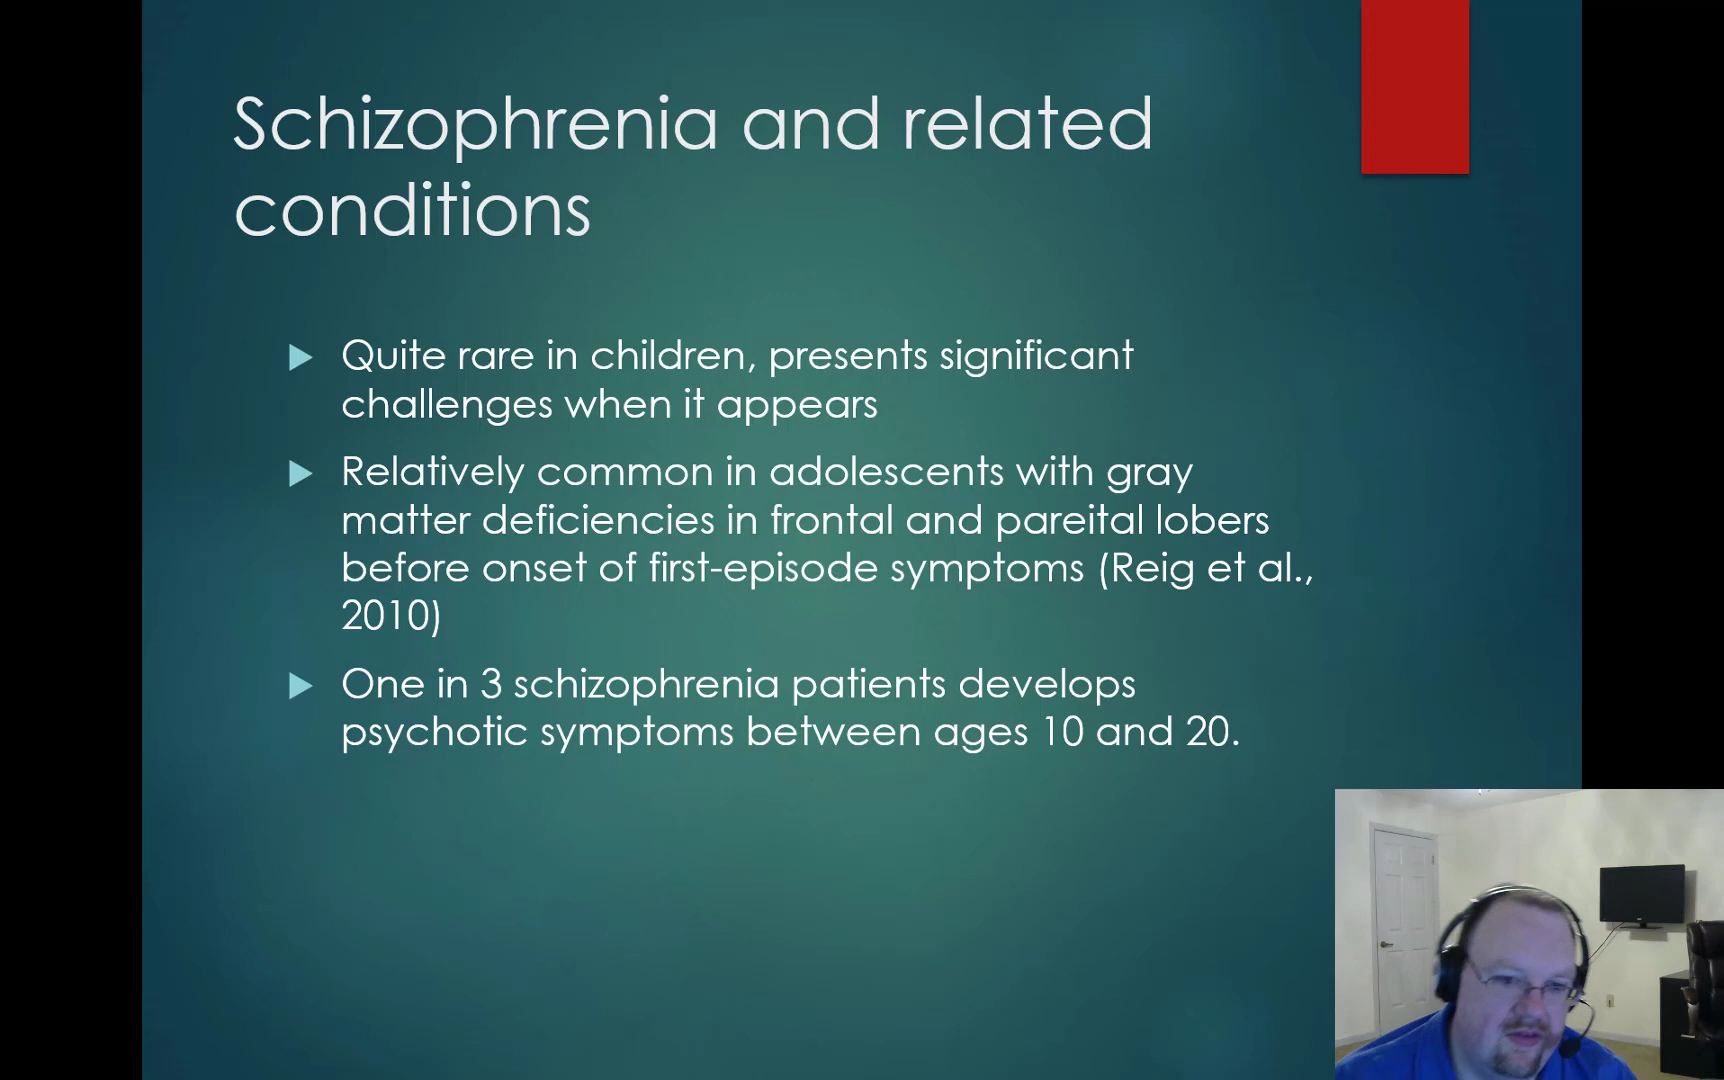 Schizophrenia and related
conditions
Quite rare in children, presents significant
challenges when it appears
Relatively common in adolescents with gray
matter deficiencies in frontal and pareital lobers
before onset of first-episode symptoms (Reig et al.,
2010)
One in 3 schizophrenia patients develops
psychotic symptoms between ages 10 and 20.